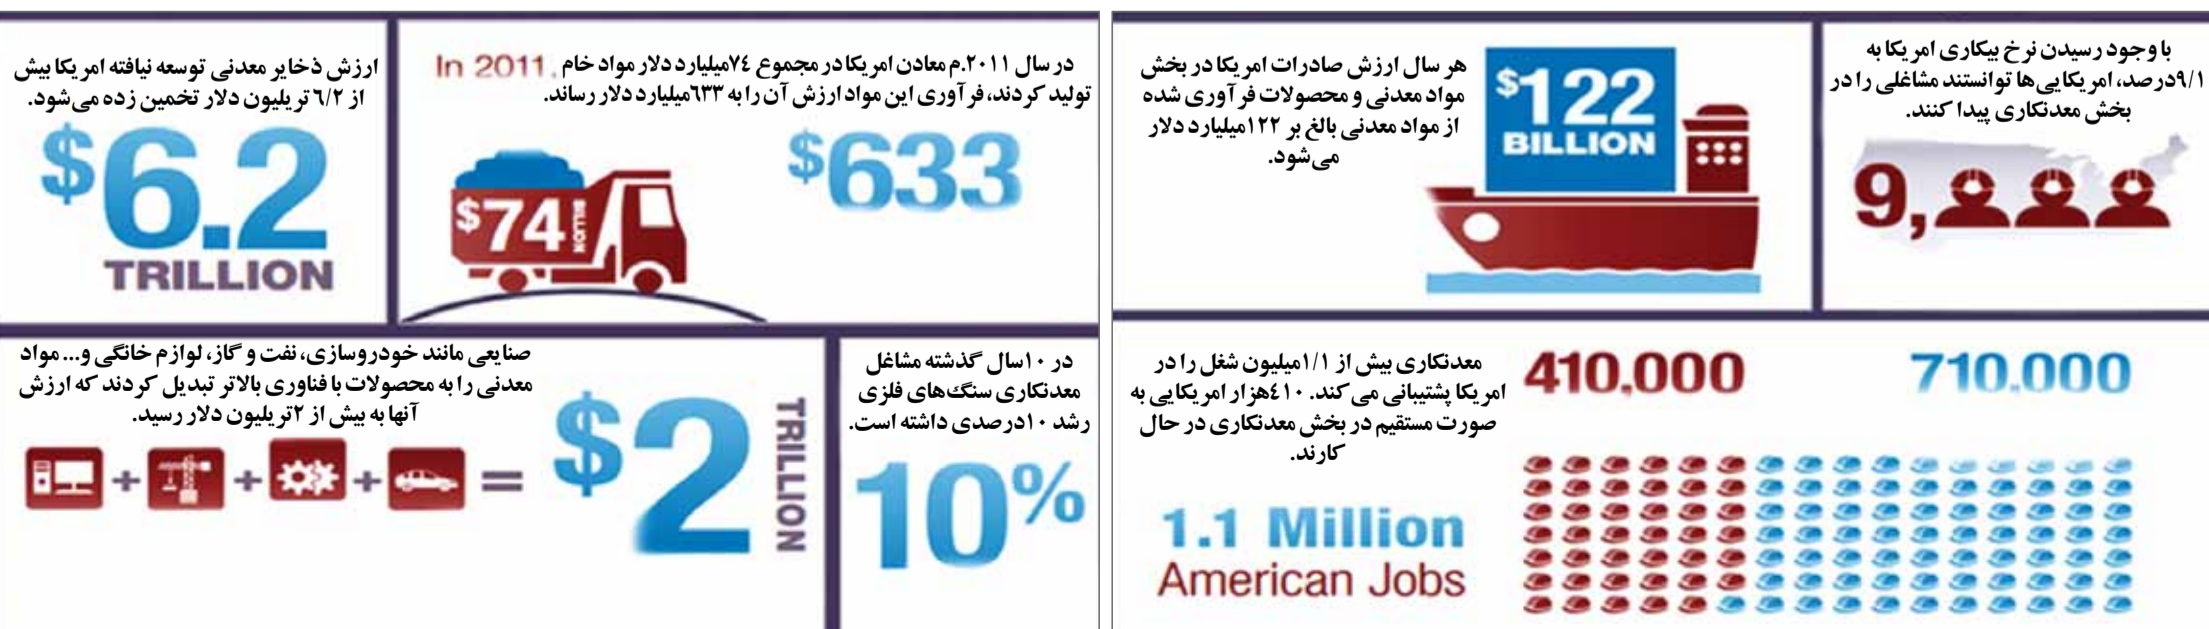 با وجود رسیدن نرخ بیکاری امریکا به
۹/۱درصد، امریکایی‌ها توانستند مشاغلی را در
بخش معدنکاری پیدا کنند.
9,
هر سال ارزش صادرات امریکا در بخش
مواد معدنی و محصولات فرآوری شده
از مواد معدنی بالغ بر ۱۲۲میلیارد دلار
می‌شود.
$122
BILLION
معدنکاری بیش از ۱/۱میلیون شغل را در
امریکا پشتیبانی می‌کند. ۴۱۰هزار امریکایی به
صورت مستقیم در بخش معدنکاری در حال
کارند.
410,000
710,000
1.1 Million
American Jobs
در سال ۲۰۱۱.م معادن امریکا در مجموع ۷۴میلیارد دلار مواد خام
تولید کردند، فرآوری این مواد ارزش آن را به ۶۳۳میلیارد دلار رساند.
In 2011,
$74
BILLION
$633
ارزش ذخایر معدنی توسعه نیافته امریکا بیش
از ۶/۲ تریلیون دلار تخمین زده می‌شود.
$6.2
TRILLION
در ۱۰سال گذشته مشاغل
معدنکاری سنگ‌های فلزی
رشد ۱۰درصدی داشته است.
10%
صنایعی مانند خودروسازی، نفت و گاز، لوازم خانگی و... مواد
معدنی را به محصولات با فناوری بالاتر تبدیل کردند که ارزش
آنها به بیش از ۲تریلیون دلار رسید.
+ + + = $2
TRILLION